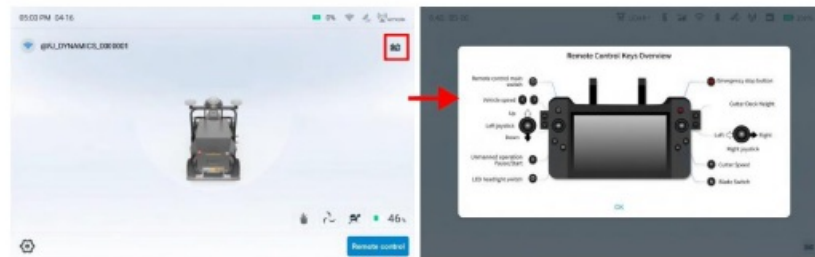 05:03 PM 04-16
0%
@FJ_DYNAMICS_0000001
46%
Remote control
Remote Control Keys Overview
Remote control main
switch
Emergency stop button
Vehicle speed
Cutter Deck Height
Up
Left joystick
Down
Left
Right
Right joystick
Unmanned operation
Pause/Start
Cutter Speed
LED headlight switch
Blade Switch
OK